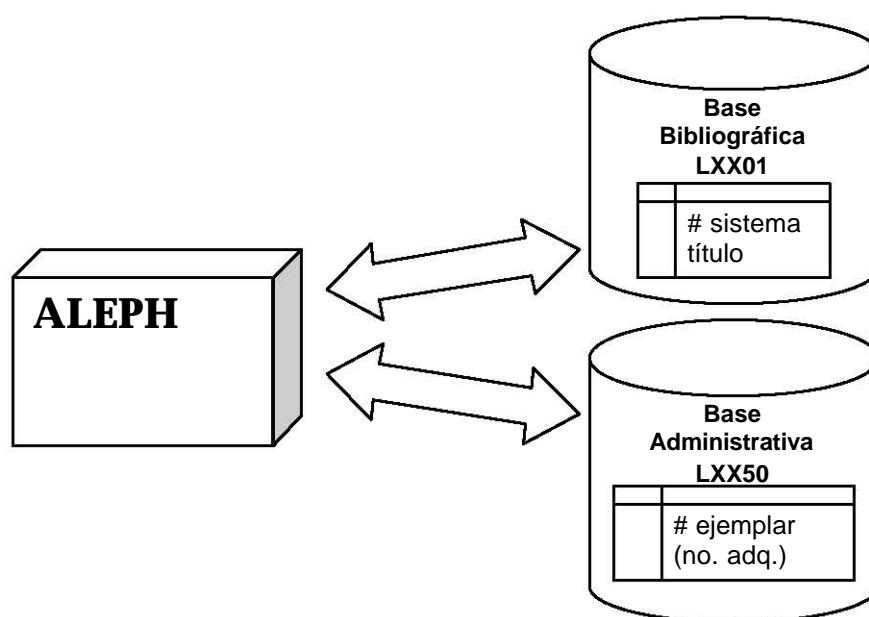 Base
Bibliográfica
LXX01
# sistema
título
ALEPH
Base
Administrativa
LXX50
# ejemplar
(no. adq.)